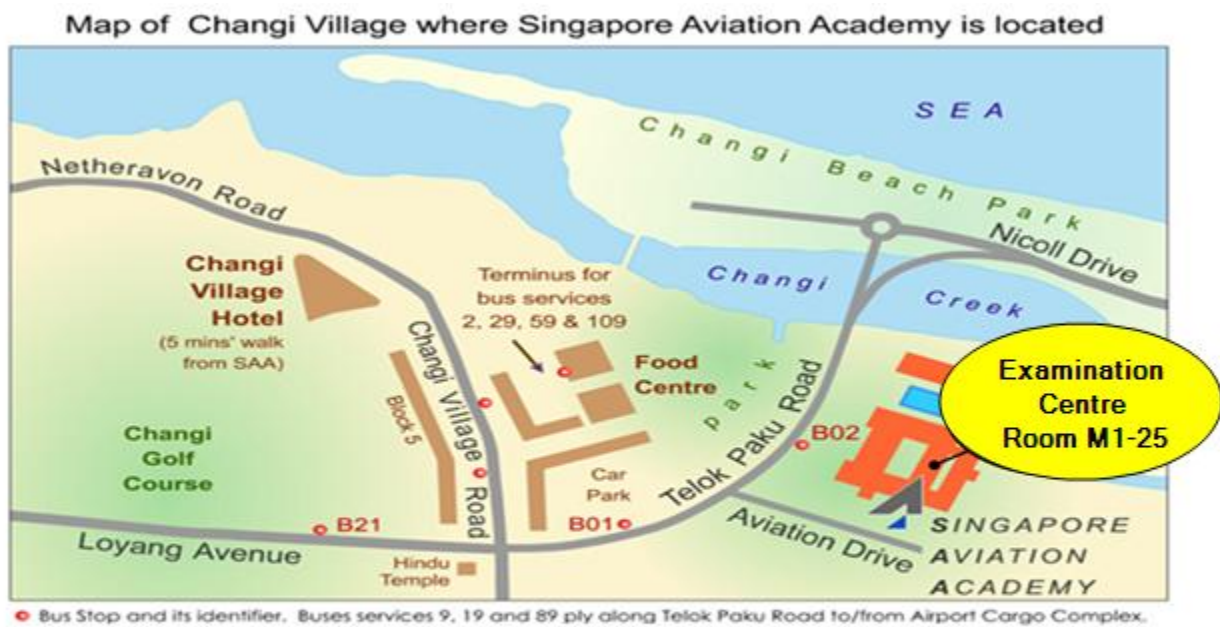 Map of Changi Village where Singapore Aviation Academy is located
SEA
Changi Beach Park
Netheravon Road
Nicoll Drive
Changi
Village
Hotel
(5 mins' walk
from SAA)
Terminus for
bus services
2, 29, 59 & 109
Changi Creek
Changi Village Road
Food
Centre
park
Telok Paku Road
Examination
Centre
Room M1-25
Block 5
Changi
Golf
Course
B02
Car
Park
B21
B01
Loyang Avenue
Aviation Drive
Hindu
Temple
SINGAPORE
AVIATION
ACADEMY
Bus Stop and its identifier. Buses services 9, 19 and 89 ply along Telok Paku Road to/from Airport Cargo Complex.